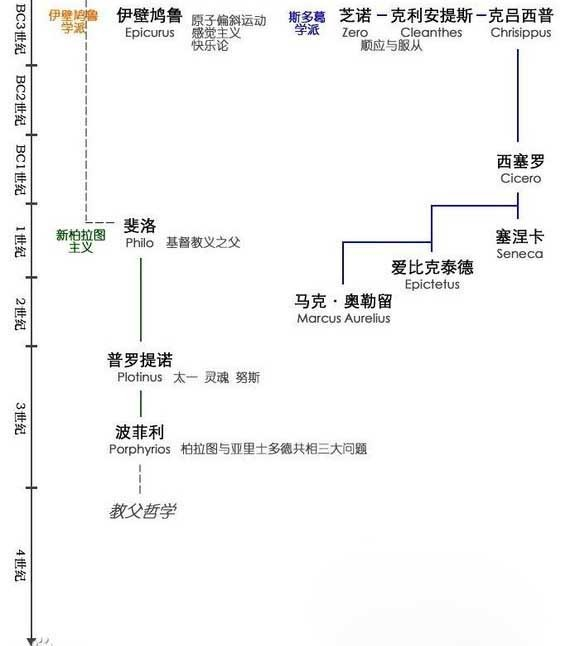 BC3世纪
伊壁鸠鲁
学派
伊壁鸠鲁
Epicurus
原子偏斜运动
感觉主义
快乐论
斯多葛
学派
芝诺 – 克利安提斯 – 克吕西普
Zero Cleanthes Chrisippus
顺应与服从
BC2世纪
BC1世纪
西塞罗
Cicero
1世纪
新柏拉图
主义
斐洛
Philo 基督教义之父
塞涅卡
Seneca
爱比克泰德
Epictetus
2世纪
马克·奥勒留
Marcus Aurelius
普罗提诺
Plotinus 太一 灵魂 努斯
3世纪
波菲利
Porphyrios 柏拉图与亚里士多德共相三大问题
教父哲学
4世纪